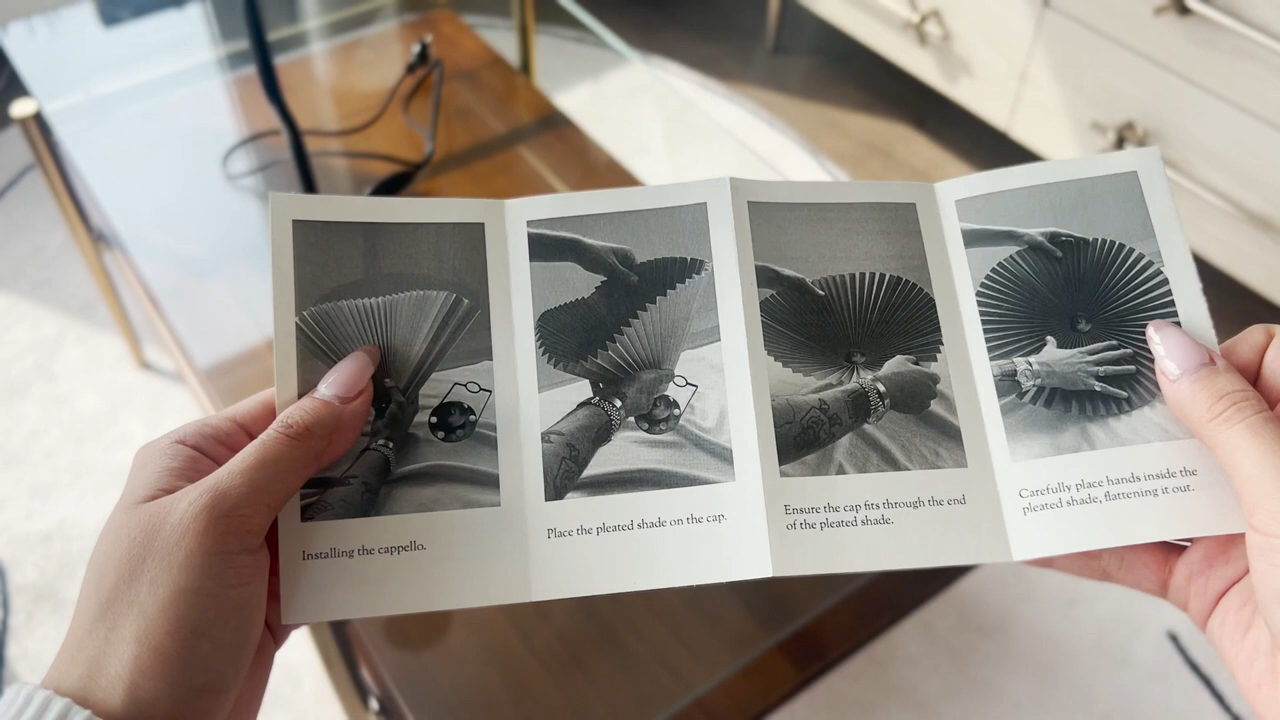 Installing the cappello.
Place the pleated shade on the cap.
Ensure the cap fits through the end
of the pleated shade.
Carefully place hands inside the
pleated shade, flattening it out.